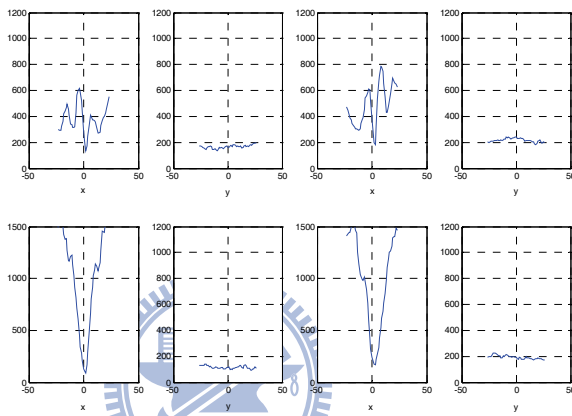 1200 1200 1200 1200
1000 1000 1000 1000
800 800 800 800
600 600 600 600
400 400 400 400
200 200 200 200
0 0 0 0
-50 0 50 -50 0 50 -50 0 50 -50 0 50
x y x y
1500 1200 1500 1200
1000 1000
1000 800 1000 800
600 600
500 400 500 400
200 200
0 0 0 0
-50 0 50 -50 0 50 -50 0 50 -50 0 50
x y x y